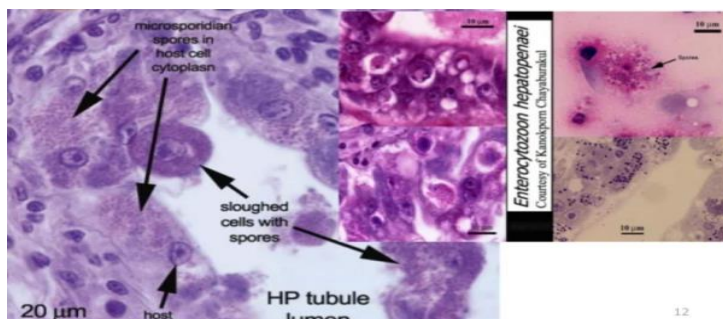 microsporidian
spores in
host cell
cytoplasn
sloughed
cells with
spores
20 µm
host
HP tubule
lumen
10 µm
Enterocytozoon hepatopenaei
Courtesy of Kanokporn Chayaburakul
10 µm
Spores
10 µm
12